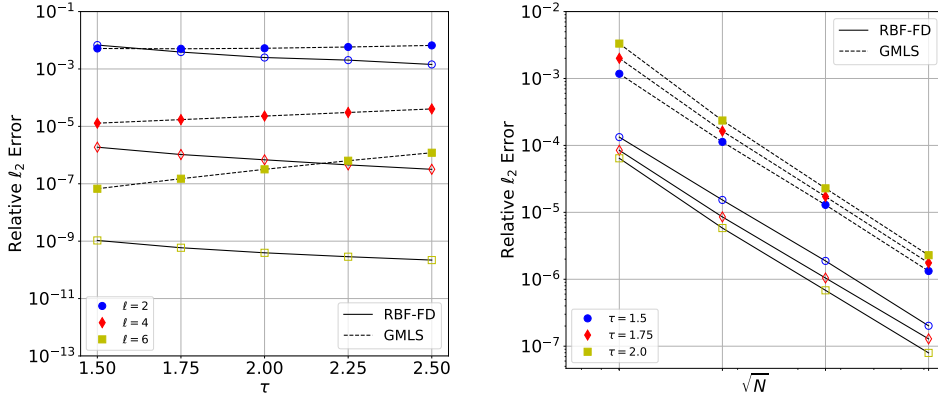 10⁻¹
10⁻³
10⁻⁵
10⁻⁷
10⁻⁹
10⁻¹¹
10⁻¹³
Relative ℓ₂ Error
1.50 1.75 2.00 2.25 2.50
τ
ℓ = 2
ℓ = 4
ℓ = 6
RBF-FD
GMLS
10⁻²
10⁻³
10⁻⁴
10⁻⁵
10⁻⁶
10⁻⁷
Relative ℓ₂ Error
√N
RBF-FD
GMLS
τ = 1.5
τ = 1.75
τ = 2.0